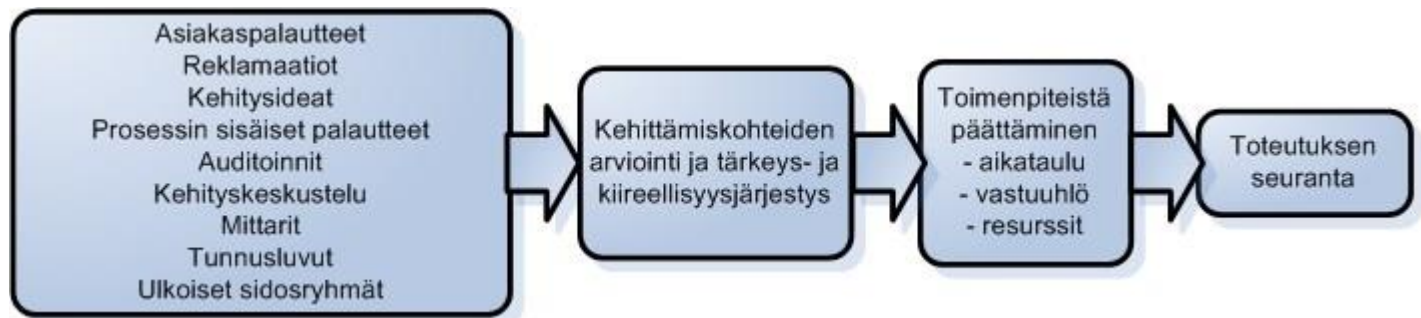 Asiakaspalautteet
Reklamaatiot
Kehitysideat
Prosessin sisäiset palautteet
Auditoinnit
Kehityskeskustelu
Mittarit
Tunnusluvut
Ulkoiset sidosryhmät
Kehittämiskohteiden
arviointi ja tärkeys- ja
kiireellisyysjärjestys
Toimenpiteistä
päättäminen
- aikataulu
- vastuuhlö
- resurssit
Toteutuksen
seuranta